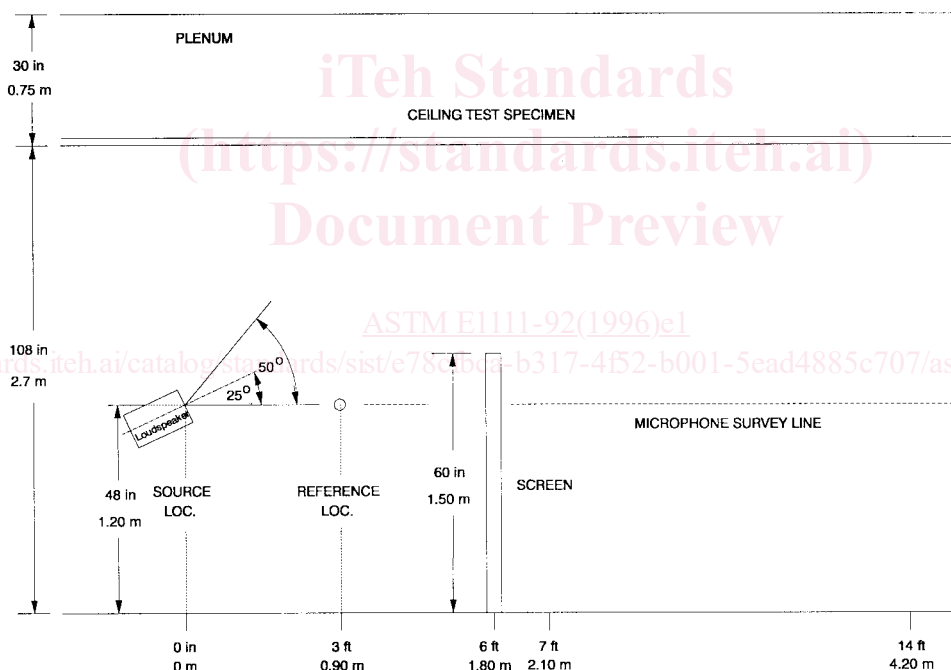 PLENUM
30 in
0.75 m
iTeh Standards
CEILING TEST SPECIMEN
(https://standards.iteh.ai)
Document Preview
ASTM E1111-92(1996)e1
108 in
2.7 m
50°
25°
Loudspeaker
MICROPHONE SURVEY LINE
60 in
1.50 m
SCREEN
48 in
1.20 m
SOURCE
LOC.
REFERENCE
LOC.
0 in
0 m
3 ft
0.90 m
6 ft
1.80 m
7 ft
2.10 m
14 ft
4.20 m